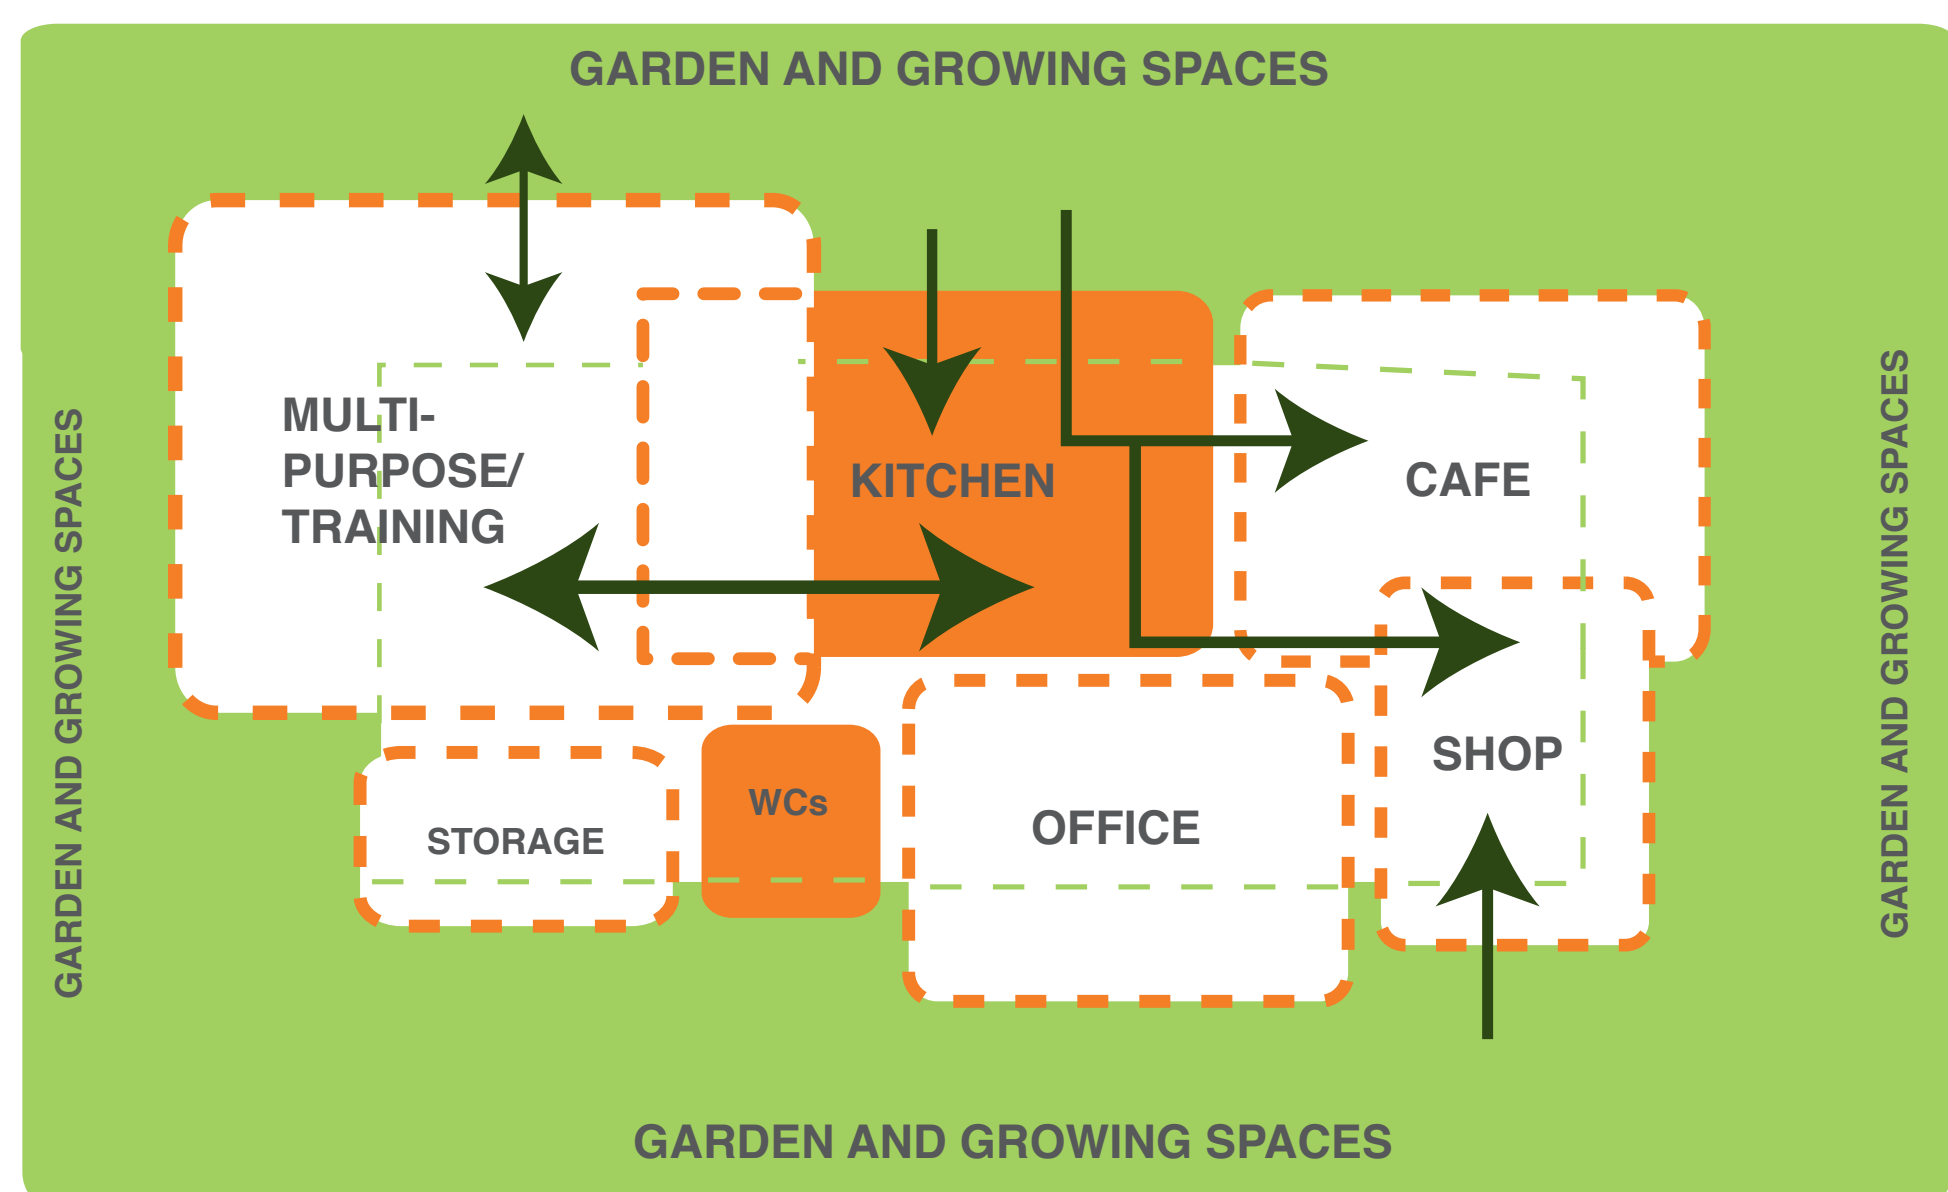 GARDEN AND GROWING SPACES
GARDEN AND GROWING SPACES
MULTI-
PURPOSE/
TRAINING
KITCHEN
CAFE
GARDEN AND GROWING SPACES
SHOP
STORAGE
WCs
OFFICE
GARDEN AND GROWING SPACES